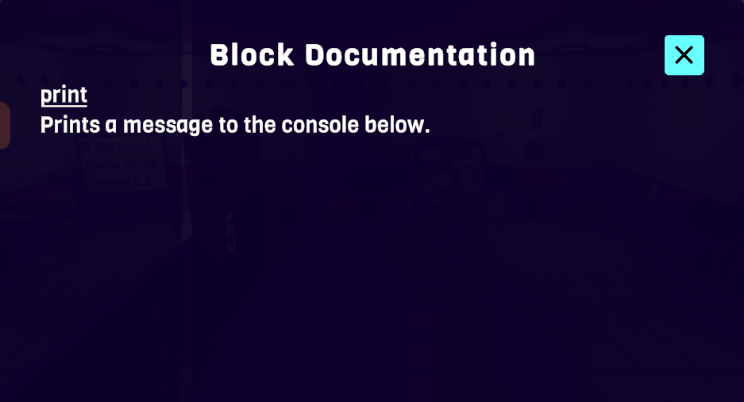 Block Documentation
print
Prints a message to the console below.